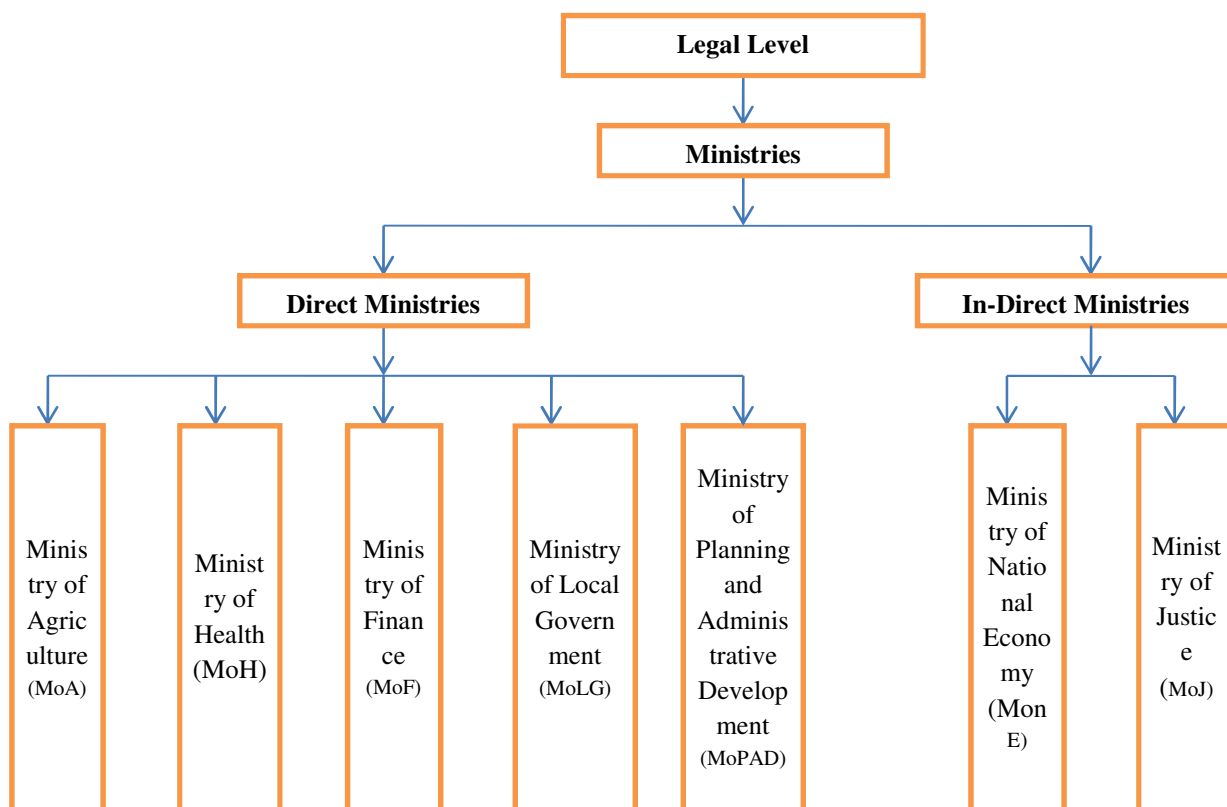 Legal Level
Ministries
Direct Ministries
In-Direct Ministries
Minis
try of
Agric
ulture
(MoA)
Minist
ry of
Health
(MoH)
Minis
try of
Finan
ce
(MoF)
Ministry
of Local
Govern
ment
(MoLG)
Ministry
of
Planning
and
Adminis
trative
Develop
ment
(MoPAD)
Minis
try of
Natio
nal
Econo
my
(Mon
E)
Minist
ry of
Justic
e
(MoJ)